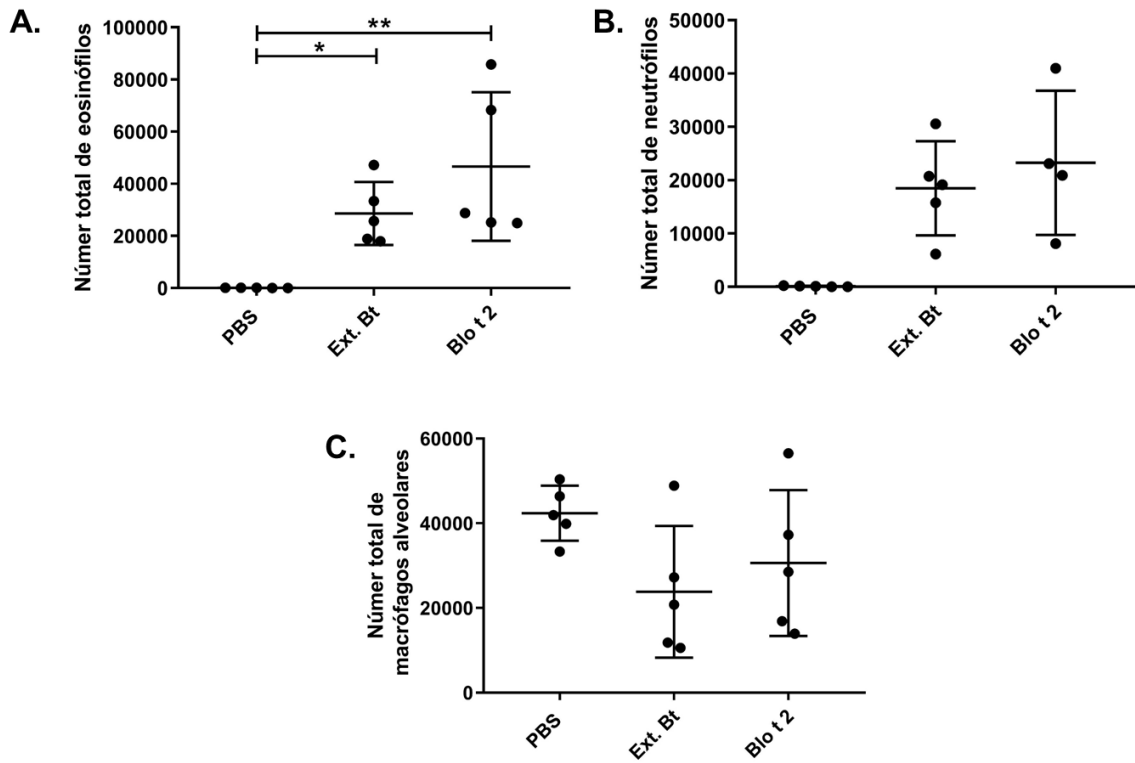 A.
Númer total de eosinófilos
100000
80000
60000
40000
20000
0
**
*
PBS
Ext. Bt
Blo t 2
B.
Númer total de neutrófilos
50000
40000
30000
20000
10000
0
PBS
Ext. Bt
Blo t 2
C.
Númer total de
macrófagos alveolares
60000
40000
20000
0
PBS
Ext. Bt
Blo t 2